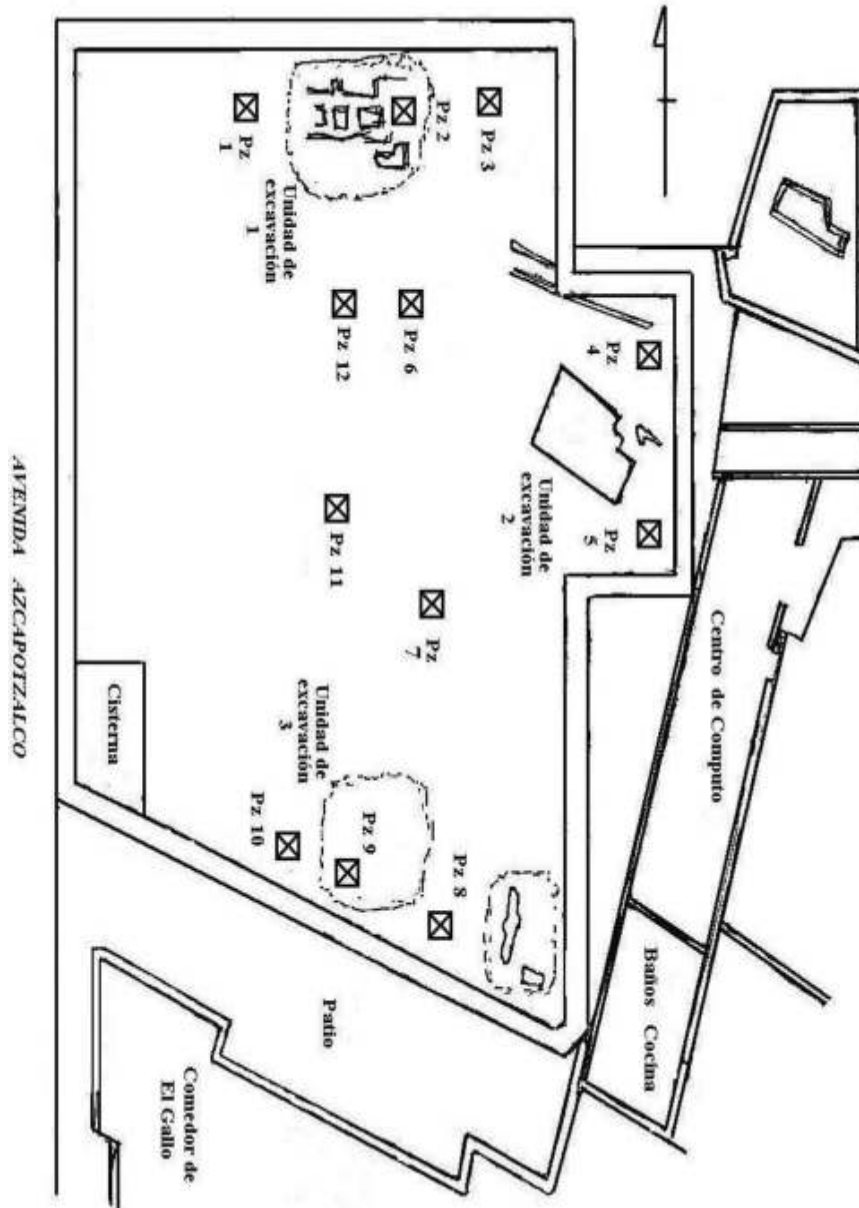 Pz 3
Pz 2
Pz
1
Unidad de
excavación
1
Pz
4
Pz 6
Pz 12
Unidad de
excavación
2
Pz
5
Pz 11
Pz
7
Centro de Computo
Unidad de
excavación
3
Cisterna
Pz 8
Pz 9
Pz 10
Baños Cocina
Patio
Comedor de
El Gallo
AVENIDA AZCAPOTZALCO